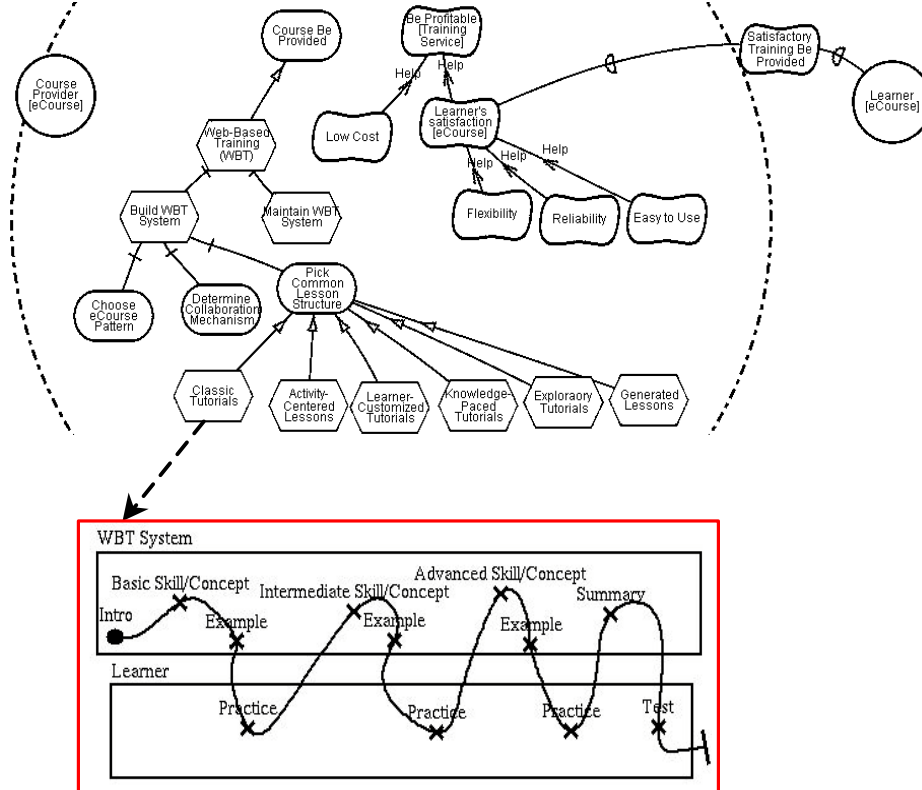 Course Be
Provided
Be Profitable
[Training
Service]
Satisfactory
Training Be
Provided
Course
Provider
[eCourse]
Learner
[eCourse]
Help
Help
Low Cost
Learner's
satisfaction
[eCourse]
Web-Based
Training
(WBT)
Help
Help
Help
Build WBT
System
Maintain WBT
System
Flexibility
Reliability
Easy to Use
Pick
Common
Lesson
Structure
Choose
eCourse
Pattern
Determine
Collaboration
Mechanism
Classic
Tutorials
Activity-
Centered
Lessons
Learner-
Customized
Tutorials
Knowledge-
Paced
Tutorials
Exploraory
Tutorials
Generated
Lessons
WBT System
Basic Skill/Concept
Intermediate Skill/Concept
Advanced Skill/Concept
Summary
Intro
Example
Example
Example
Learner
Practice
Practice
Practice
Test